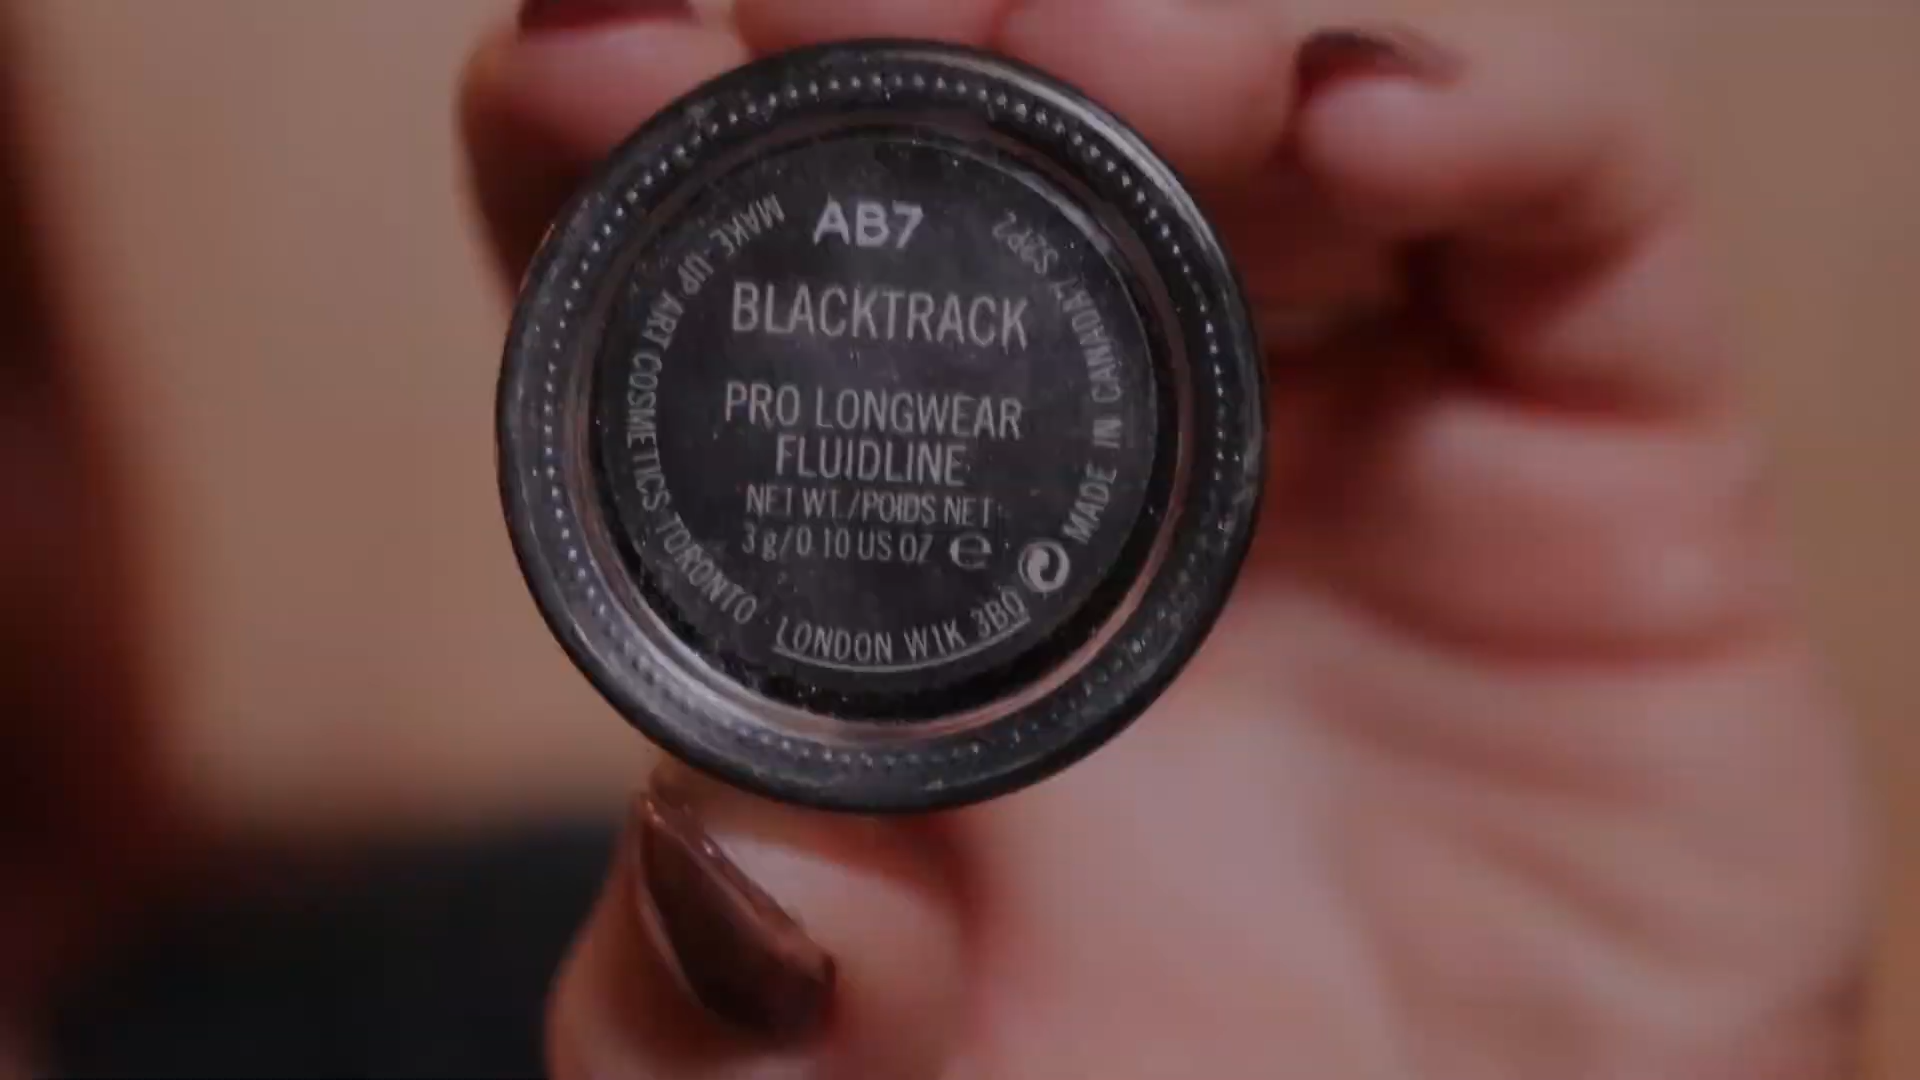 AB7
BLACKTRACK
PRO LONGWEAR
FLUIDLINE
NET WT./POIDS NET
3 g/0.10 US OZ e
MAKE-UP ART COSMETICS · TORONTO · LONDON W1K 3BQ
MADE IN CANADA